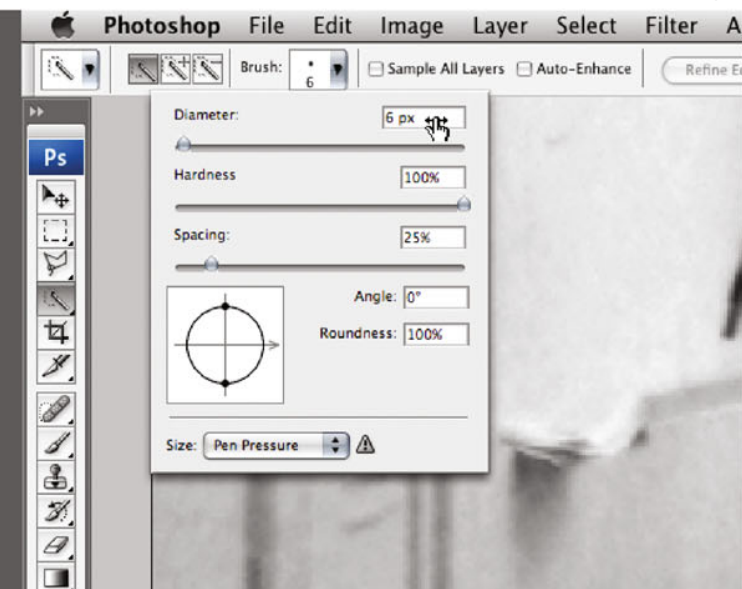 Photoshop File Edit Image Layer Select Filter A
Brush: 6 Sample All Layers Auto-Enhance Refine E
Diameter: 6 px
Ps
Hardness 100%
Spacing: 25%
Angle: 0°
Roundness: 100%
Size: Pen Pressure